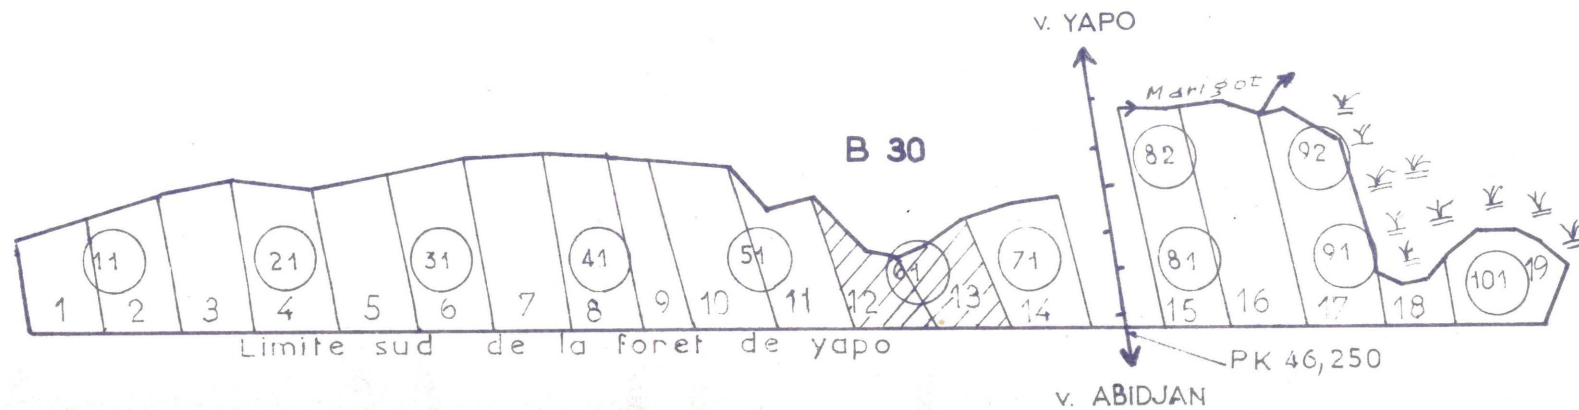 v. YAPO
Marigot
B 30
82 92
11 21 31 41 51 61 71 81 91 101
1 2 3 4 5 6 7 8 9 10 11 12 13 14 15 16 17 18 19
Limite sud de la foret de yapo
PK 46,250
v. ABIDJAN